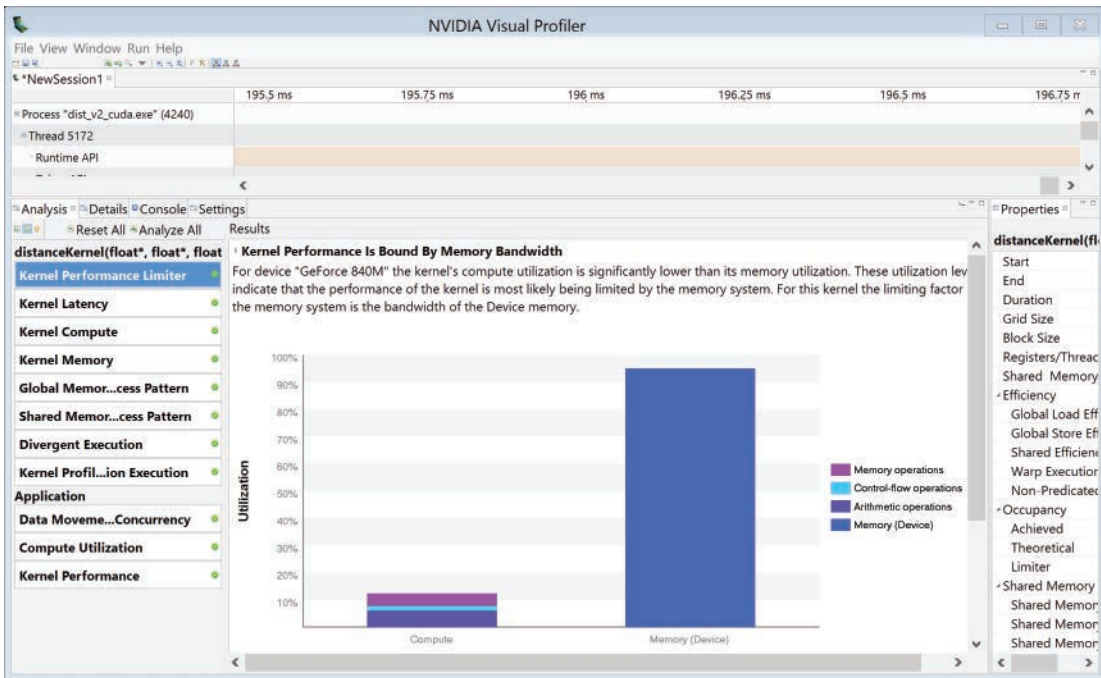 NVIDIA Visual Profiler
File View Window Run Help
*NewSession1
195.5 ms 195.75 ms 196 ms 196.25 ms 196.5 ms 196.75 m
Process "dist_v2_cuda.exe" (4240)
Thread 5172
Runtime API
Analysis Details Console Settings
Reset All Analyze All
distanceKernel(float*, float*, float
Kernel Performance Limiter
Kernel Latency
Kernel Compute
Kernel Memory
Global Memor...cess Pattern
Shared Memor...cess Pattern
Divergent Execution
Kernel Profil...ion Execution
Application
Data Moveme...Concurrency
Compute Utilization
Kernel Performance
Results
Kernel Performance Is Bound By Memory Bandwidth
For device "GeForce 840M" the kernel's compute utilization is significantly lower than its memory utilization. These utilization lev
indicate that the performance of the kernel is most likely being limited by the memory system. For this kernel the limiting factor
the memory system is the bandwidth of the Device memory.
Utilization
100%
90%
80%
70%
60%
50%
40%
30%
20%
10%
Compute Memory (Device)
Memory operations
Control-flow operations
Arithmetic operations
Memory (Device)
Properties
distanceKernel(fl
Start
End
Duration
Grid Size
Block Size
Registers/Threac
Shared Memory
Efficiency
Global Load Eff
Global Store Eff
Shared Efficien
Warp Execution
Non-Predicated
Occupancy
Achieved
Theoretical
Limiter
Shared Memory
Shared Memor
Shared Memor
Shared Memor